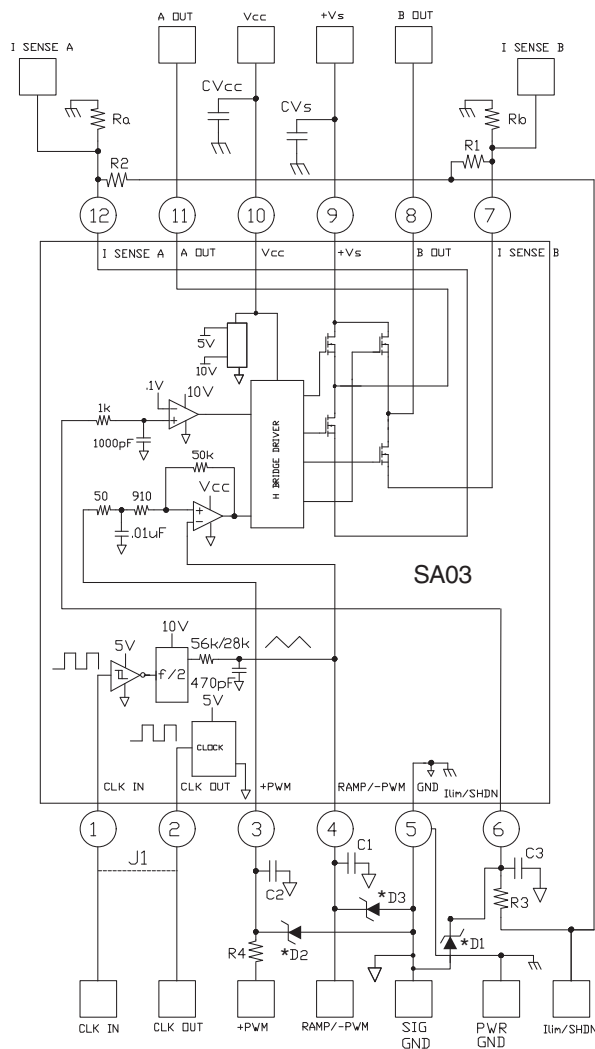 A OUT
Vcc
+Vs
B OUT
I SENSE A
I SENSE B
CVcc
CVs
Ra
Rb
R2
R1
12
11
10
9
8
7
I SENSE A
A OUT
Vcc
+Vs
B OUT
I SENSE B
5V
10V
.1V
10V
1k
1000pF
H BRIDGE DRIVER
50k
50
910
Vcc
.01uF
SA03
10V
5V
56k/28k
f/2
470pF
5V
CLOCK
CLK IN
CLK OUT
+PWM
RAMP/-PWM
GND
Ilim/SHDN
1
2
3
4
5
6
J1
C1
C2
C3
*D3
R3
R4
*D2
*D1
CLK IN
CLK OUT
+PWM
RAMP/-PWM
SIG GND
PWR GND
Ilim/SHDN